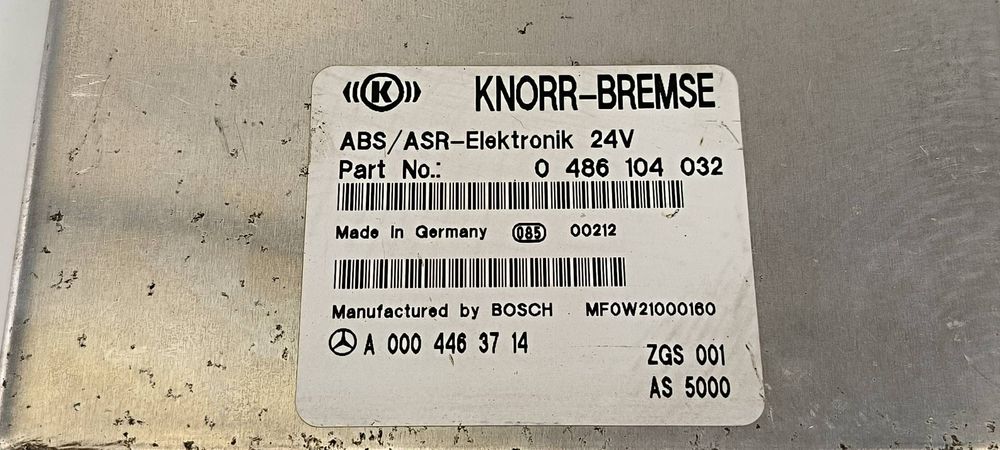 K KNORR-BREMSE
ABS/ASR-Elektronik 24V
Part No.: 0 486 104 032
Made in Germany 085 00212
Manufactured by BOSCH MF0W21000160
A 000 446 37 14
ZGS 001
AS 5000